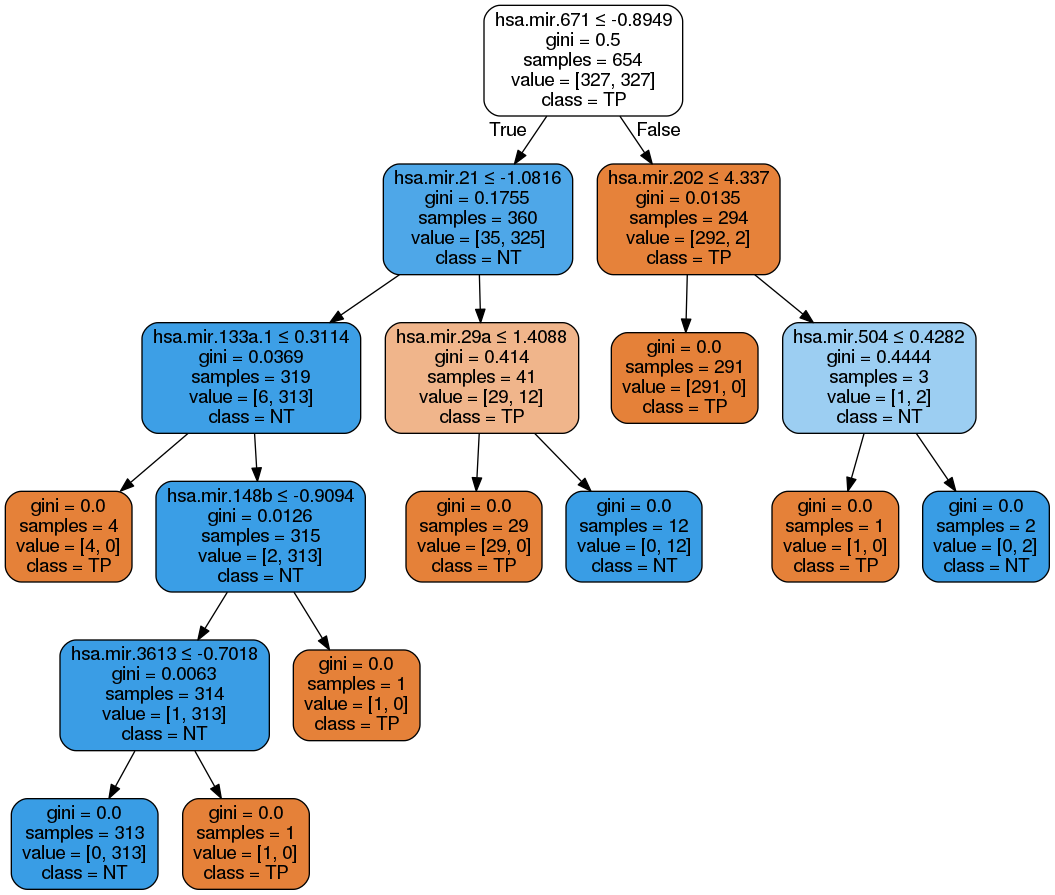 hsa.mir.671 ≤ -0.8949
gini = 0.5
samples = 654
value = [327, 327]
class = TP
True
False
hsa.mir.21 ≤ -1.0816
gini = 0.1755
samples = 360
value = [35, 325]
class = NT
hsa.mir.202 ≤ 4.337
gini = 0.0135
samples = 294
value = [292, 2]
class = TP
hsa.mir.133a.1 ≤ 0.3114
gini = 0.0369
samples = 319
value = [6, 313]
class = NT
hsa.mir.29a ≤ 1.4088
gini = 0.414
samples = 41
value = [29, 12]
class = TP
gini = 0.0
samples = 291
value = [291, 0]
class = TP
hsa.mir.504 ≤ 0.4282
gini = 0.4444
samples = 3
value = [1, 2]
class = NT
gini = 0.0
samples = 4
value = [4, 0]
class = TP
hsa.mir.148b ≤ -0.9094
gini = 0.0126
samples = 315
value = [2, 313]
class = NT
gini = 0.0
samples = 29
value = [29, 0]
class = TP
gini = 0.0
samples = 12
value = [0, 12]
class = NT
gini = 0.0
samples = 1
value = [1, 0]
class = TP
gini = 0.0
samples = 2
value = [0, 2]
class = NT
hsa.mir.3613 ≤ -0.7018
gini = 0.0063
samples = 314
value = [1, 313]
class = NT
gini = 0.0
samples = 1
value = [1, 0]
class = TP
gini = 0.0
samples = 313
value = [0, 313]
class = NT
gini = 0.0
samples = 1
value = [1, 0]
class = TP